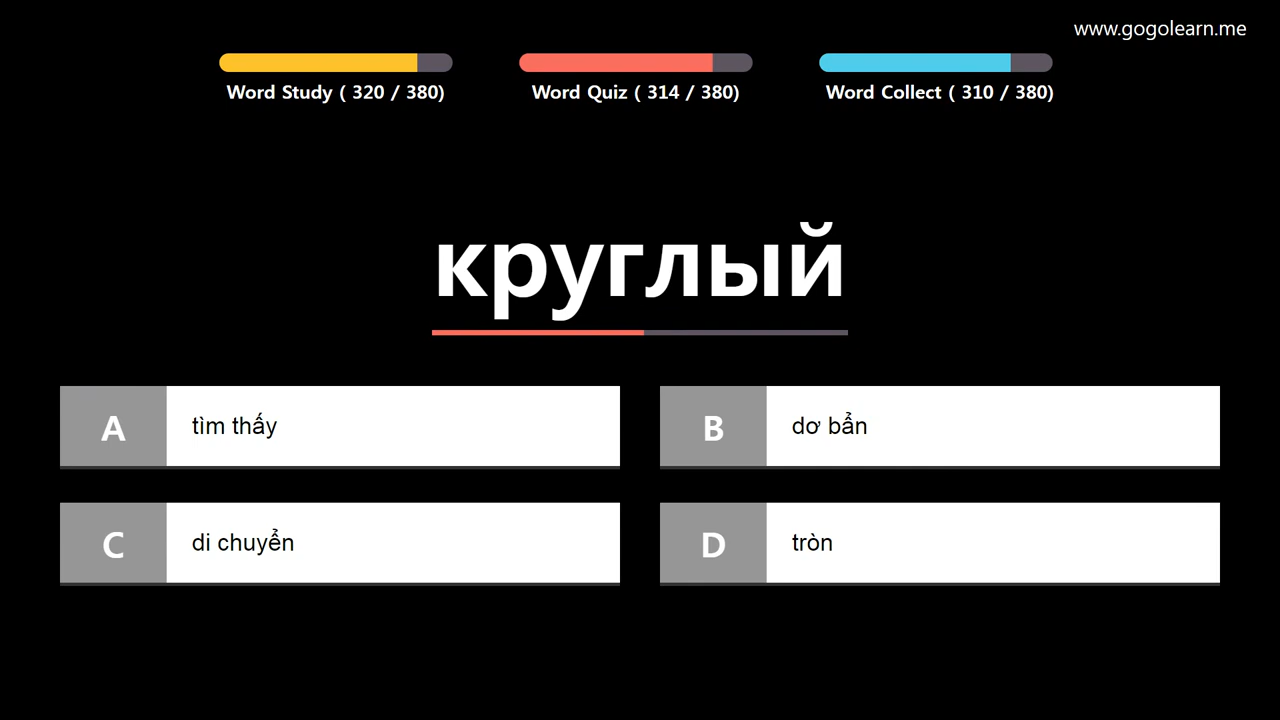 www.gogolearn.me
Word Study ( 320 / 380)
Word Quiz ( 314 / 380)
Word Collect ( 310 / 380)
круглый
A
tìm thấy
B
dơ bẩn
C
di chuyển
D
tròn